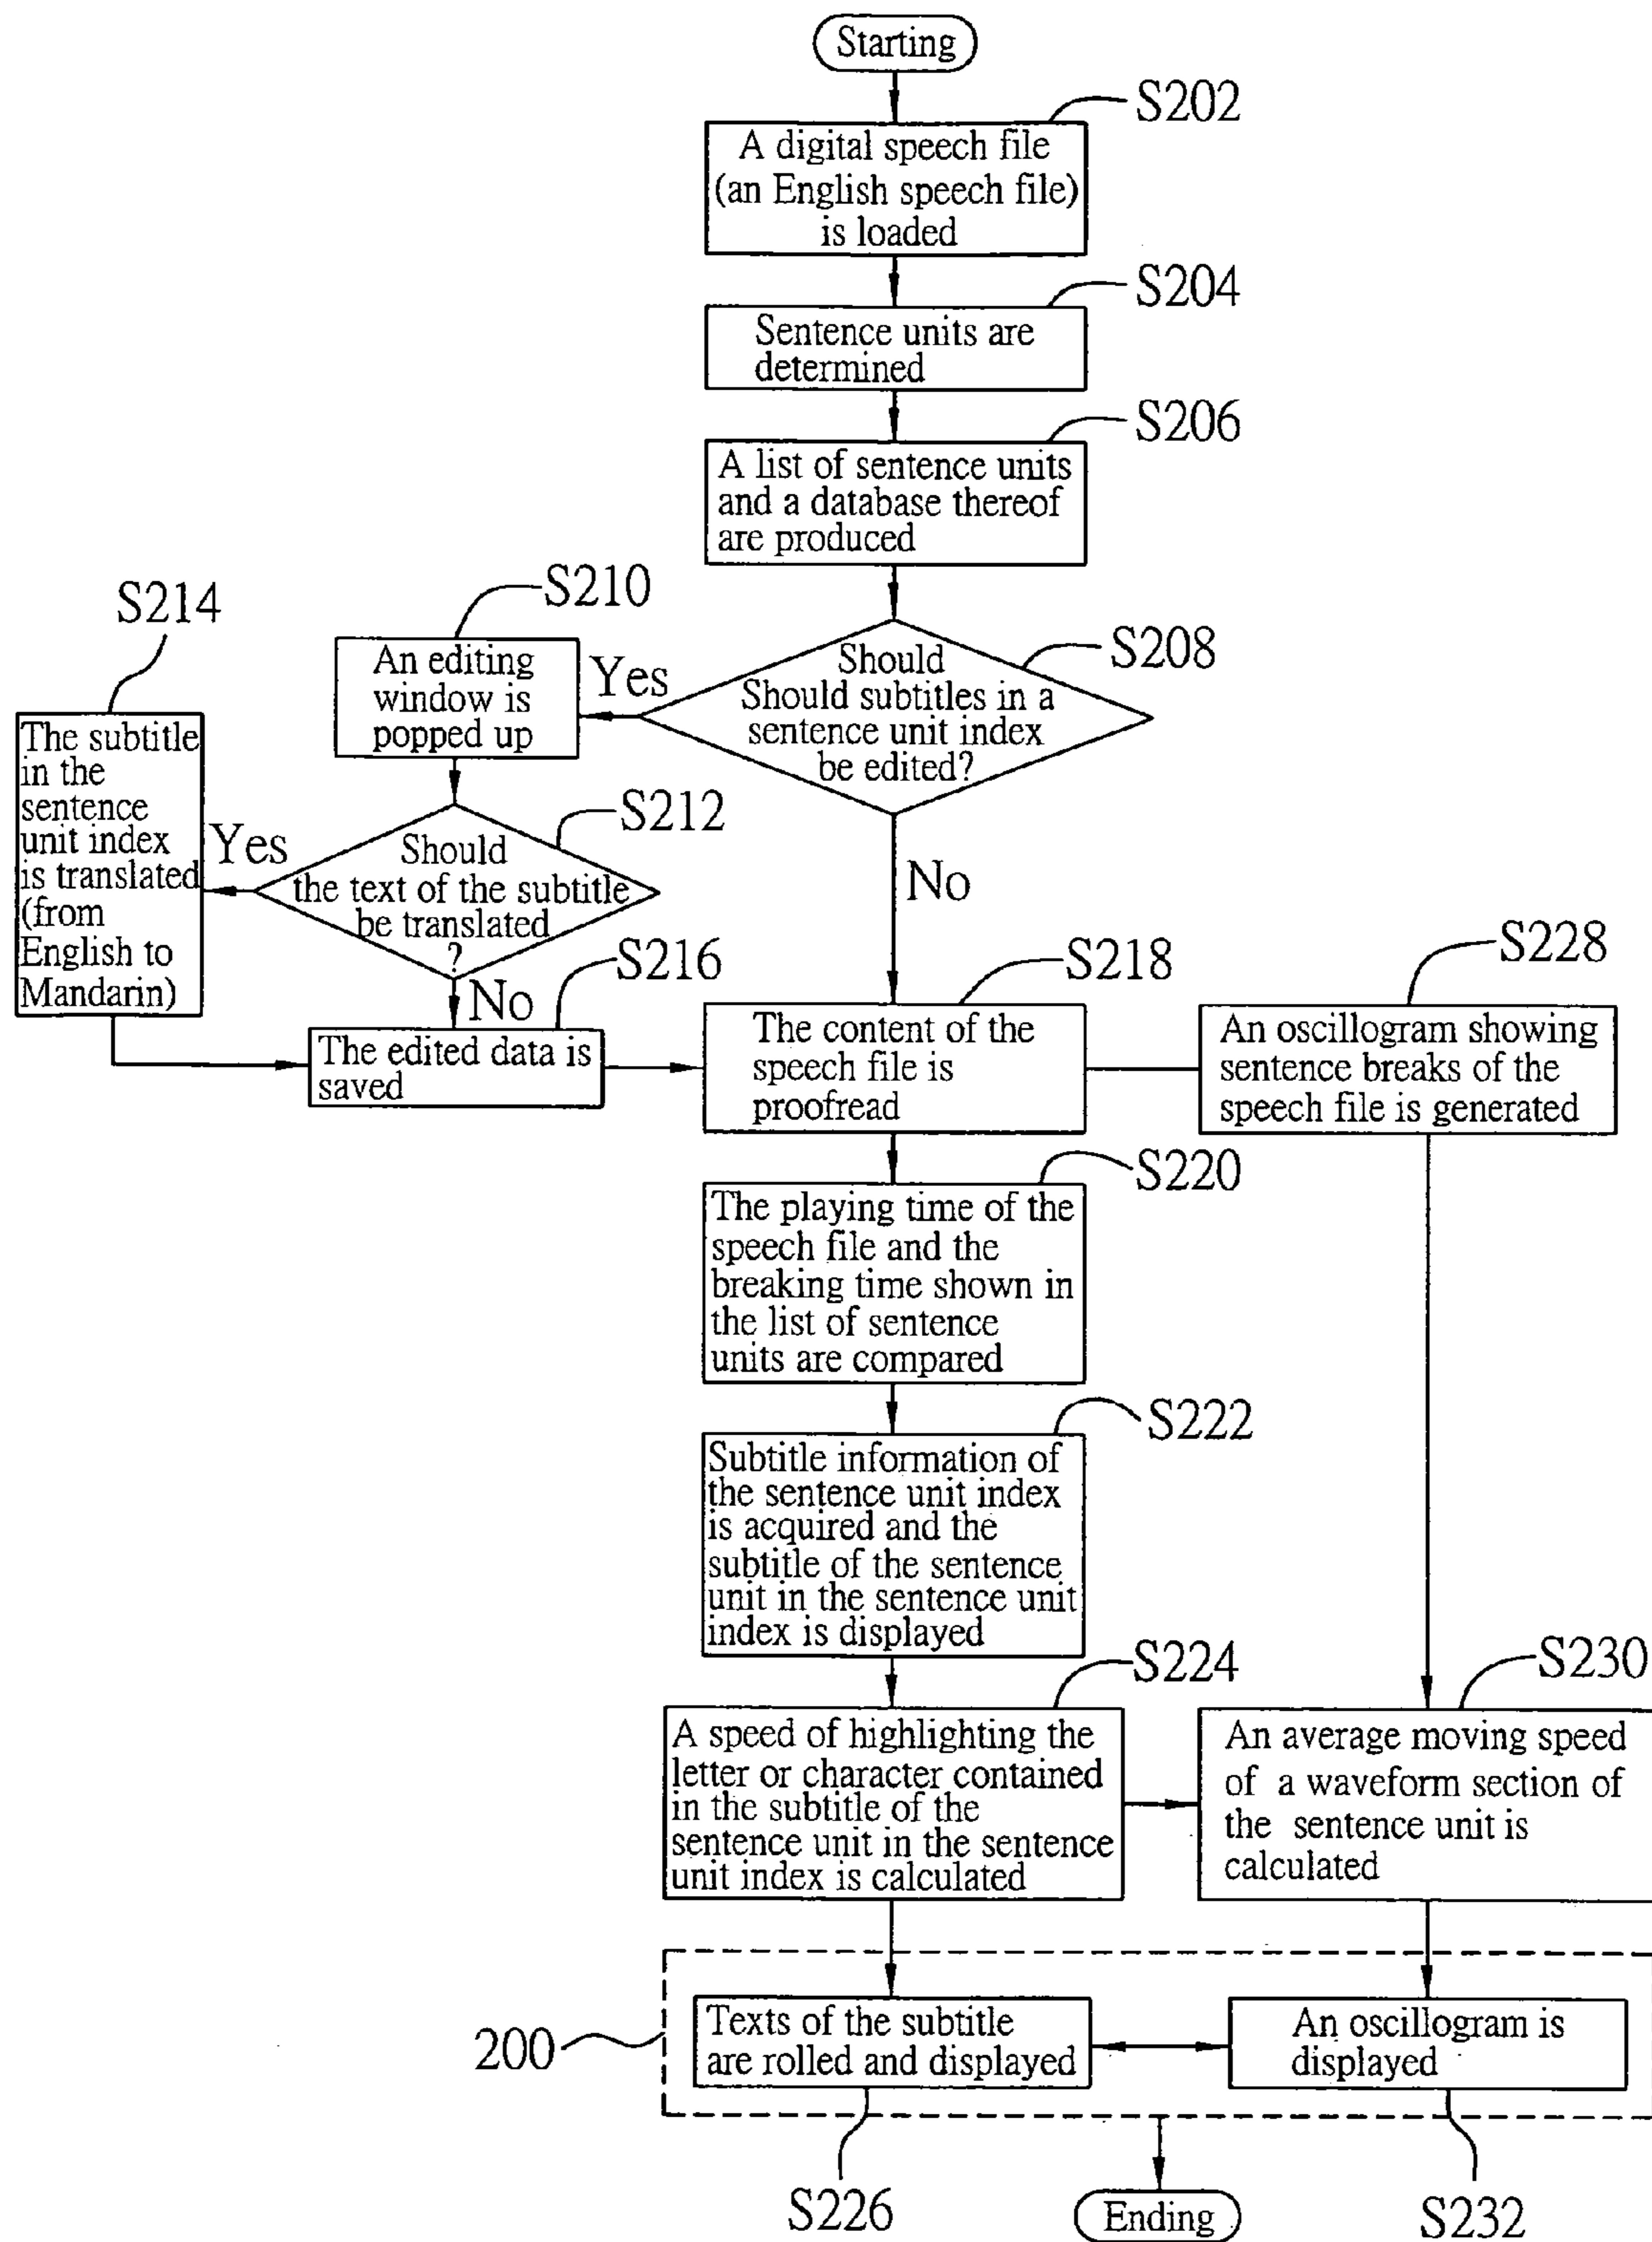 Starting
S202
A digital speech file
(an English speech file)
is loaded
S204
Sentence units are
determined
S206
A list of sentence units
and a database thereof
are produced
S208
Should
Should subtitles in a
sentence unit index
be edited?
Yes
No
S210
An editing
window is
popped up
S212
Should
the text of the subtitle
be translated
?
Yes
No
S214
The subtitle
in the
sentence
unit index
is translated
(from
English to
Mandarin)
S216
The edited data is
saved
S218
The content of the
speech file is
proofread
S228
An oscillogram showing
sentence breaks of the
speech file is generated
S220
The playing time of the
speech file and the
breaking time shown in
the list of sentence
units are compared
S222
Subtitle information of
the sentence unit index
is acquired and the
subtitle of the sentence
unit in the sentence unit
index is displayed
S224
A speed of highlighting the
letter or character contained
in the subtitle of the
sentence unit in the sentence
unit index is calculated
S230
An average moving speed
of a waveform section of
the sentence unit is
calculated
200
Texts of the subtitle
are rolled and displayed
An oscillogram is
displayed
S226
Ending
S232